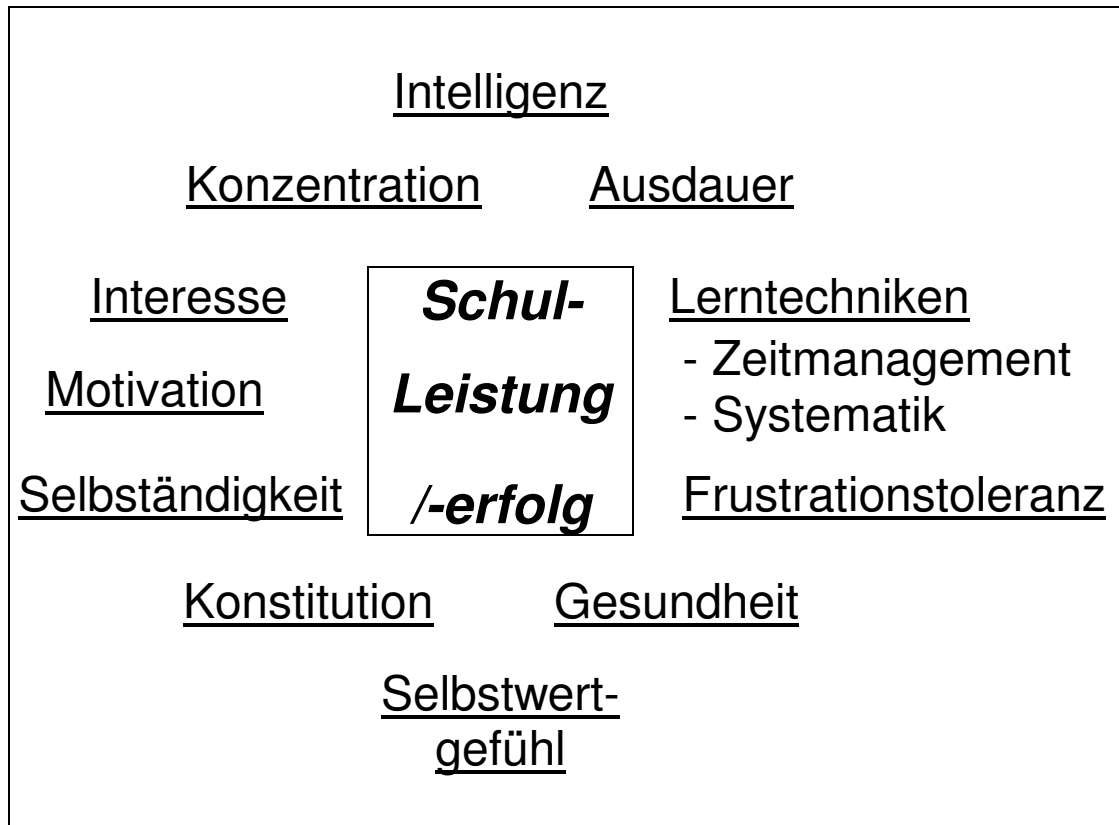 Intelligenz
Konzentration Ausdauer
Interesse Schul- Lerntechniken
- Zeitmanagement
Motivation Leistung
- Systematik
Selbständigkeit /-erfolg Frustrationstoleranz
Konstitution Gesundheit
Selbstwert-
gefühl